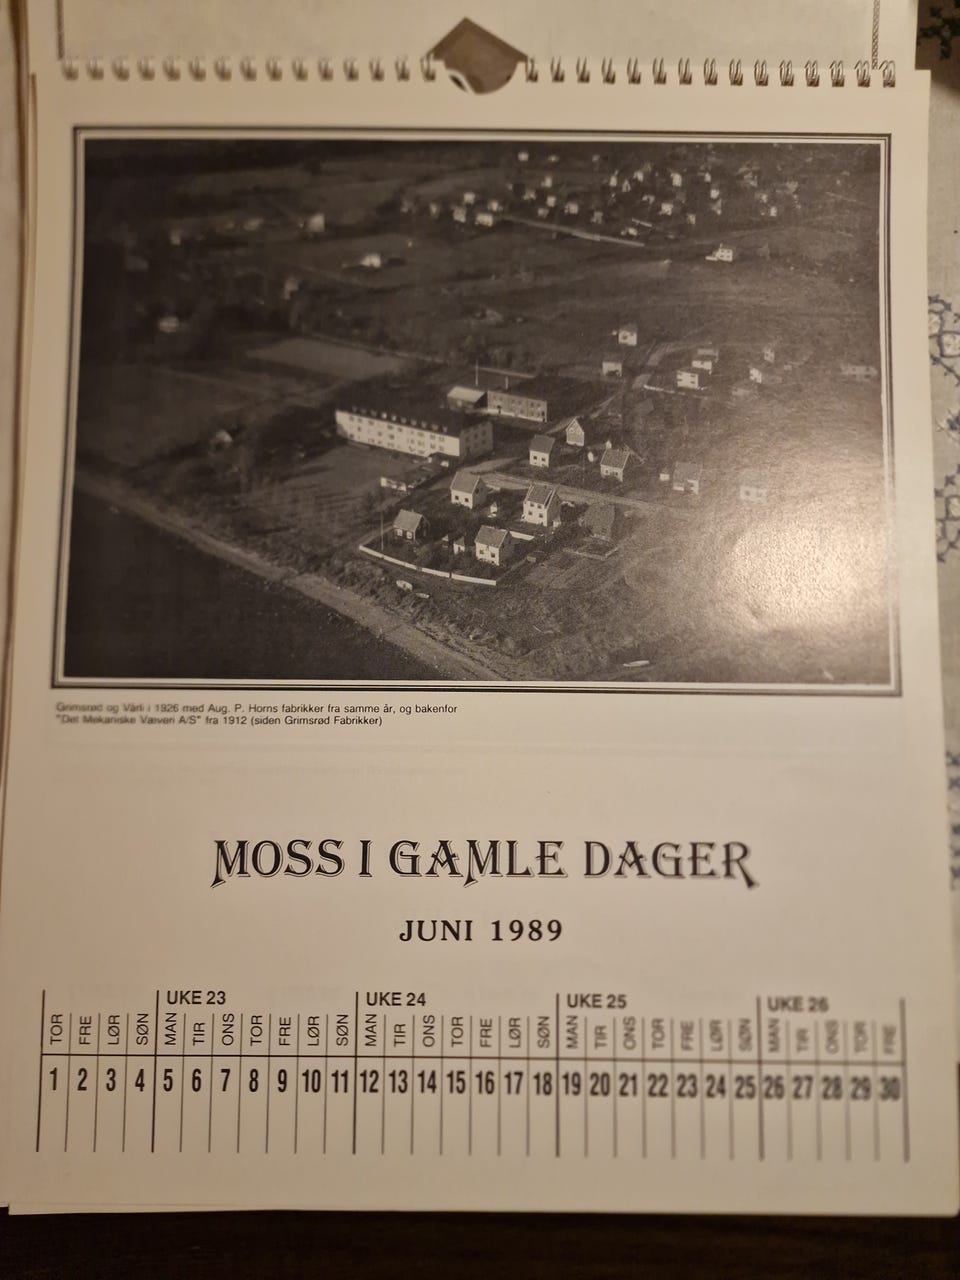 Grimsrød og Vårli i 1926 med Aug. P. Horns fabrikker fra samme år, og bakenfor
"Det Mekaniske Væveri A/S" fra 1912 (siden Grimsrød Fabrikker)
MOSS I GAMLE DAGER
JUNI 1989
UKE 23 UKE 24 UKE 25 UKE 26
TOR FRE LØR SØN MAN TIR ONS TOR FRE LØR SØN MAN TIR ONS TOR FRE LØR SØN MAN TIR ONS TOR FRE LØR SØN MAN TIR ONS TOR FRE
1 2 3 4 5 6 7 8 9 10 11 12 13 14 15 16 17 18 19 20 21 22 23 24 25 26 27 28 29 30